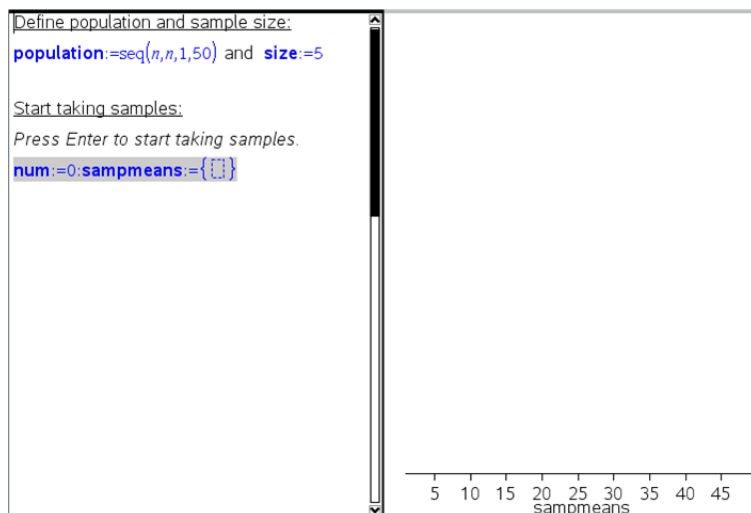 Define population and sample size:
population:=seq(n,n,1,50) and size:=5
Start taking samples:
Press Enter to start taking samples.
num:=0:sampmeans:={ }
5 10 15 20 25 30 35 40 45
sampmeans